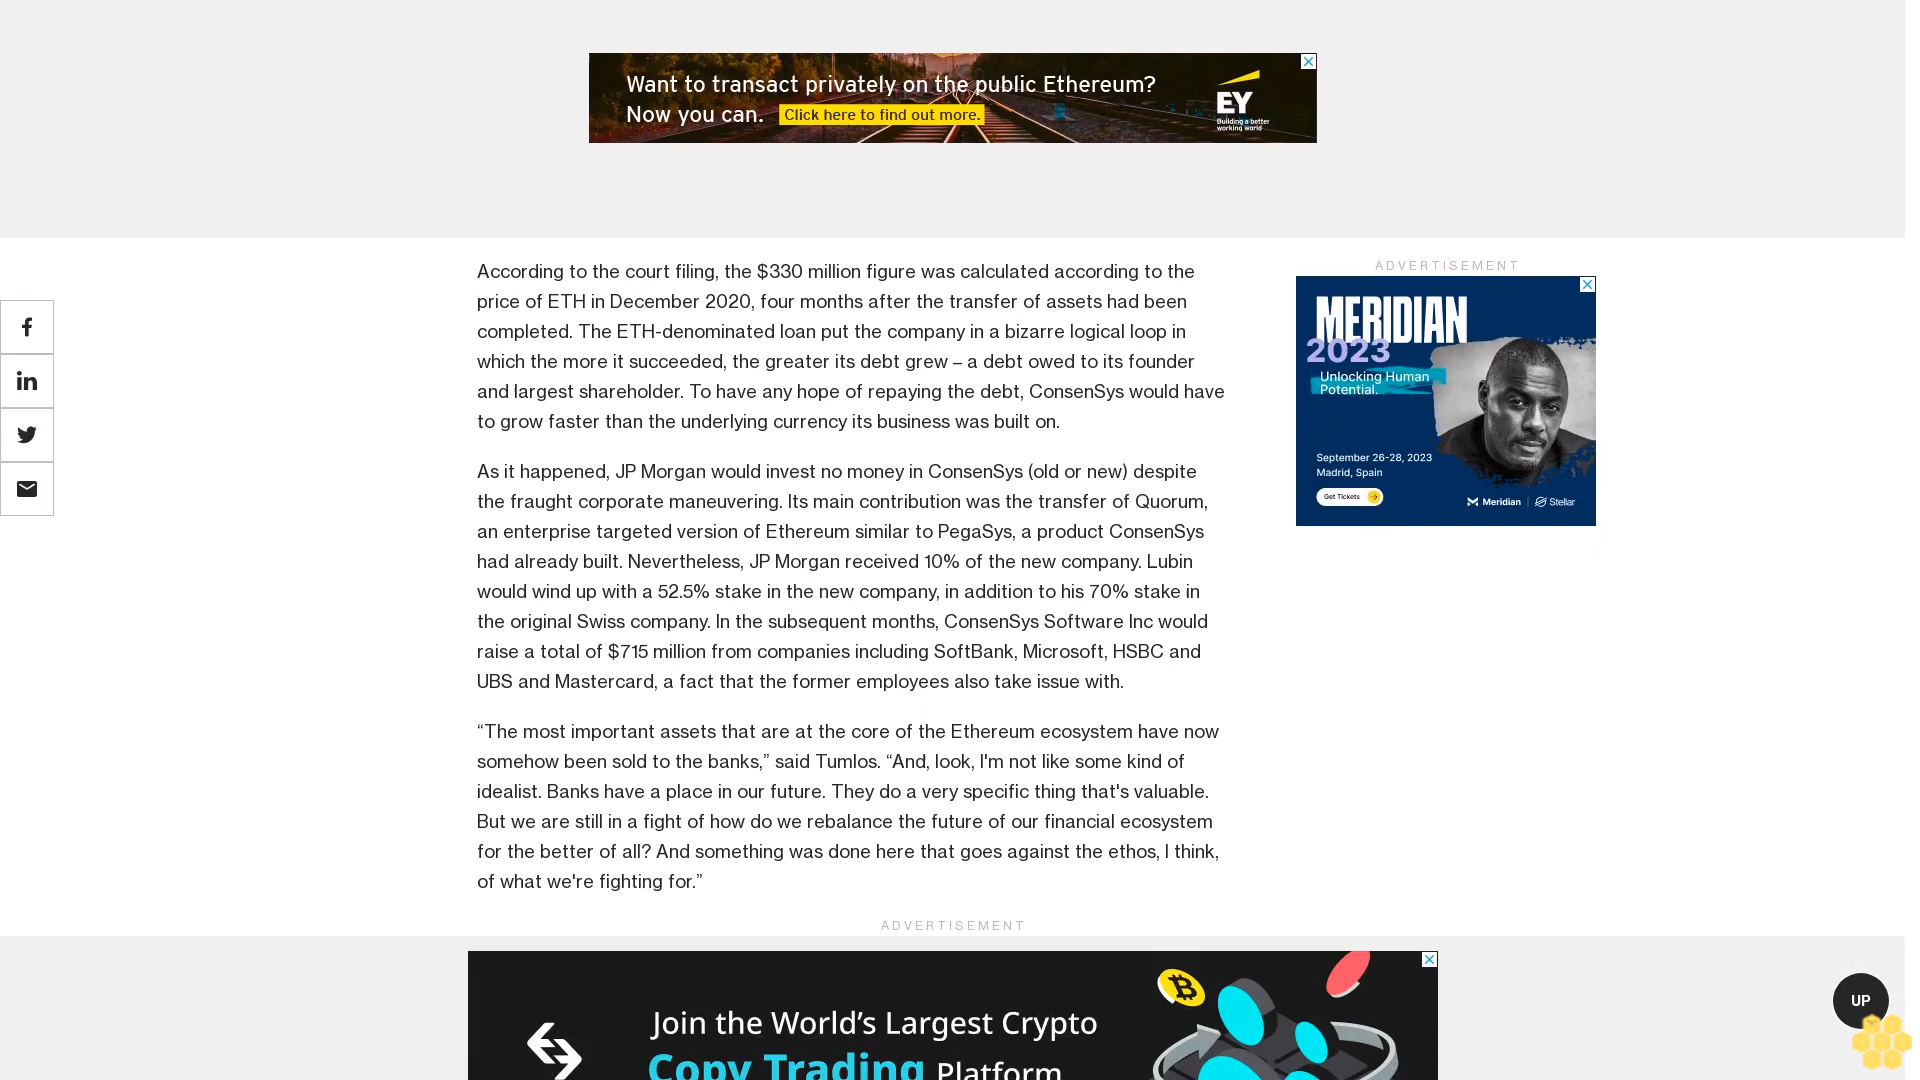 Want to transact privately on the public Ethereum?
Now you can. Click here to find out more.
EY
Building a better
working world
According to the court filing, the $330 million figure was calculated according to the
price of ETH in December 2020, four months after the transfer of assets had been
completed. The ETH-denominated loan put the company in a bizarre logical loop in
which the more it succeeded, the greater its debt grew – a debt owed to its founder
and largest shareholder. To have any hope of repaying the debt, ConsenSys would have
to grow faster than the underlying currency its business was built on.
As it happened, JP Morgan would invest no money in ConsenSys (old or new) despite
the fraught corporate maneuvering. Its main contribution was the transfer of Quorum,
an enterprise targeted version of Ethereum similar to PegaSys, a product ConsenSys
had already built. Nevertheless, JP Morgan received 10% of the new company. Lubin
would wind up with a 52.5% stake in the new company, in addition to his 70% stake in
the original Swiss company. In the subsequent months, ConsenSys Software Inc would
raise a total of $715 million from companies including SoftBank, Microsoft, HSBC and
UBS and Mastercard, a fact that the former employees also take issue with.
“The most important assets that are at the core of the Ethereum ecosystem have now
somehow been sold to the banks,” said Tumlos. “And, look, I'm not like some kind of
idealist. Banks have a place in our future. They do a very specific thing that's valuable.
But we are still in a fight of how do we rebalance the future of our financial ecosystem
for the better of all? And something was done here that goes against the ethos, I think,
of what we're fighting for.”
ADVERTISEMENT
MERIDIAN
2023
Unlocking Human
Potential.
September 26-28, 2023
Madrid, Spain
Get Tickets
Meridian | Stellar
ADVERTISEMENT
Join the World’s Largest Crypto
Copy Trading Platform
UP